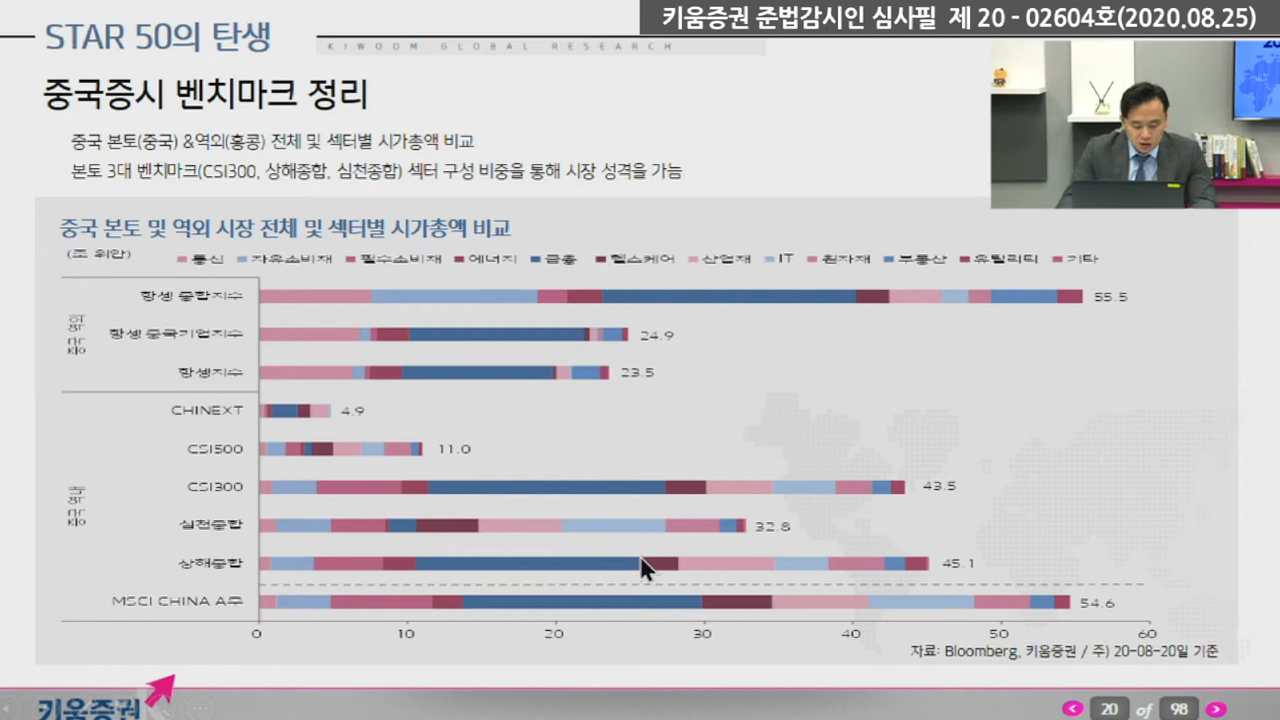 키움증권 준법감시인 심사필 제 20 - 02604호(2020.08.25)
STAR 50의 탄생
KIWOOM GLOBAL RESEARCH
중국증시 벤치마크 정리
중국 본토(중국) &역외(홍콩) 전체 및 섹터별 시가총액 비교
본토 3대 벤치마크(CSI300, 상해종합, 심천종합) 섹터 구성 비중을 통해 시장 성격을 가늠
중국 본토 및 역외 시장 전체 및 섹터별 시가총액 비교
(조 위안)
통신 자유소비재 필수소비재 에너지 금융 헬스케어 산업재 IT 원자재 부동산 유틸리티 기타
항셍 종합지수 55.5
항셍 중국기업지수 24.9
항셍지수 23.5
CHINEXT 4.9
CSI500 11.0
CSI300 43.5
심천종합 32.8
상해종합 45.1
MSCI CHINA A주 54.6
0 10 20 30 40 50 60
자료: Bloomberg, 키움증권 / 주) 20-08-20일 기준
키움증권
20 of 98